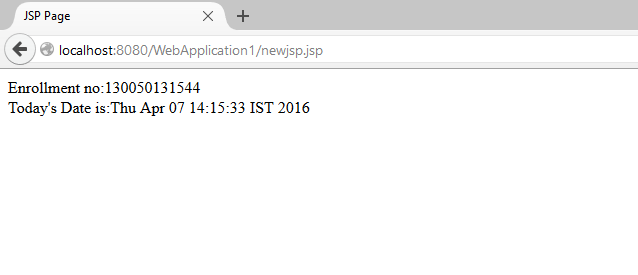 JSP Page
localhost:8080/WebApplication1/newjsp.jsp
Enrollment no:130050131544
Today's Date is:Thu Apr 07 14:15:33 IST 2016